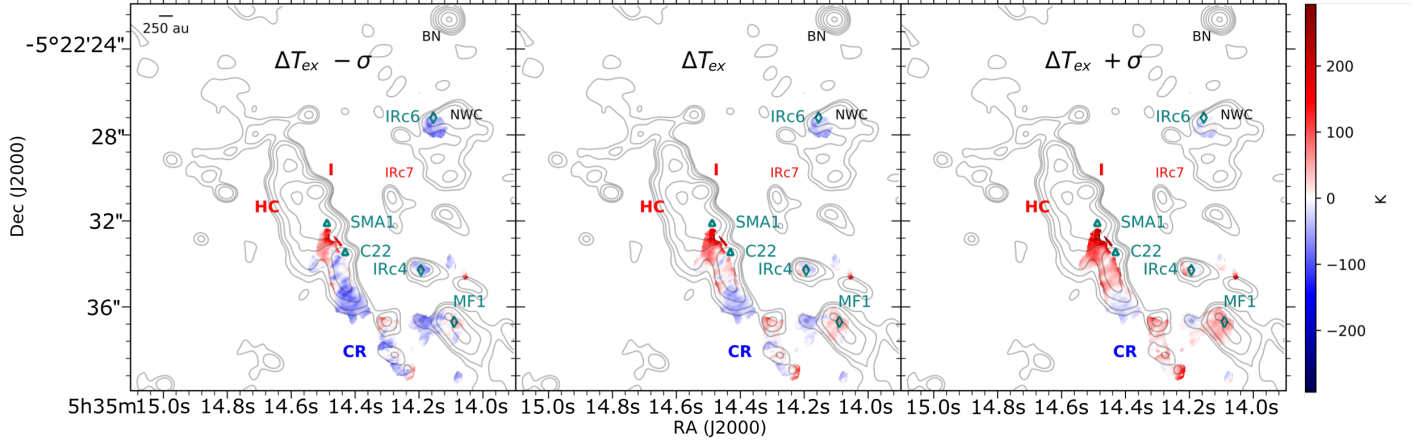 250 au
BN
-5°22'24"
28"
32"
36"
Dec (J2000)
ΔT_ex − σ
IRc6
NWC
I
IRc7
HC
SMA1
C22
IRc4
MF1
CR
BN
ΔT_ex
IRc6
NWC
I
IRc7
HC
SMA1
C22
IRc4
MF1
CR
BN
ΔT_ex + σ
IRc6
NWC
I
IRc7
HC
SMA1
C22
IRc4
MF1
CR
200
100
0
−100
−200
K
5h35m15.0s 14.8s 14.6s 14.4s 14.2s 14.0s
15.0s 14.8s 14.6s 14.4s 14.2s 14.0s
15.0s 14.8s 14.6s 14.4s 14.2s 14.0s
RA (J2000)